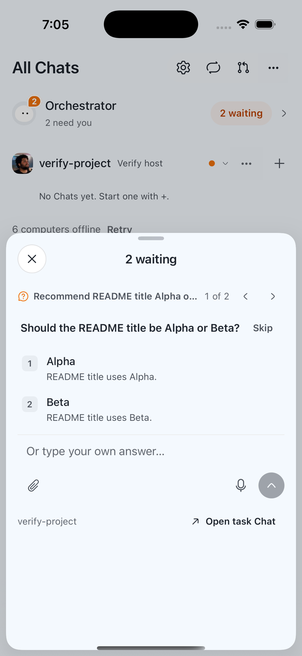 7:05
All Chats
2
Orchestrator
2 need you
2 waiting
verify-project Verify host
No Chats yet. Start one with +.
6 computers offline Retry
2 waiting
Recommend README title Alpha o... 1 of 2
Should the README title be Alpha or Beta? Skip
1 Alpha
README title uses Alpha.
2 Beta
README title uses Beta.
Or type your own answer...
verify-project Open task Chat